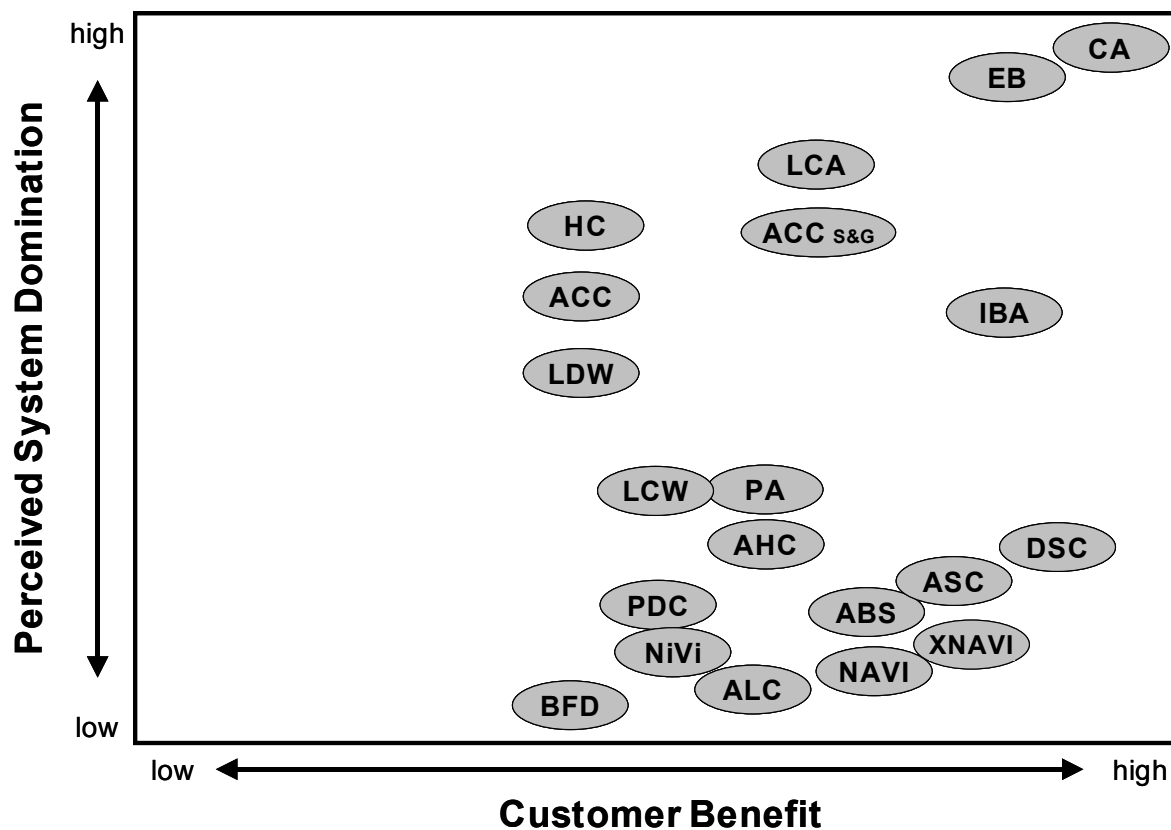 high
CA
EB
LCA
HC
ACC S&G
ACC
IBA
LDW
LCW
PA
AHC
DSC
ASC
PDC
ABS
XNAVI
NiVi
NAVI
ALC
BFD
low
Perceived System Domination
low
high
Customer Benefit